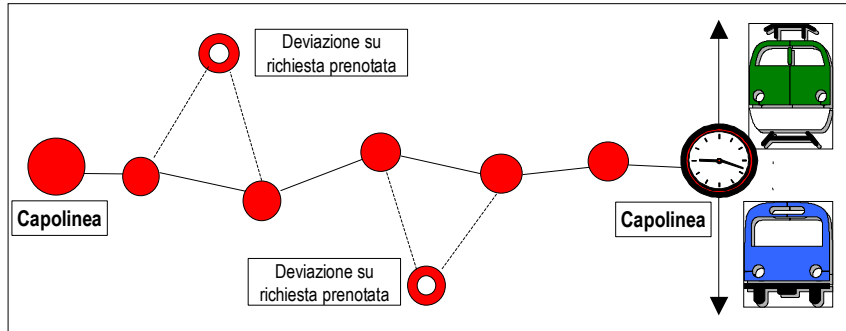 Deviazione su
richiesta prenotata
Capolinea
Capolinea
Deviazione su
richiesta prenotata